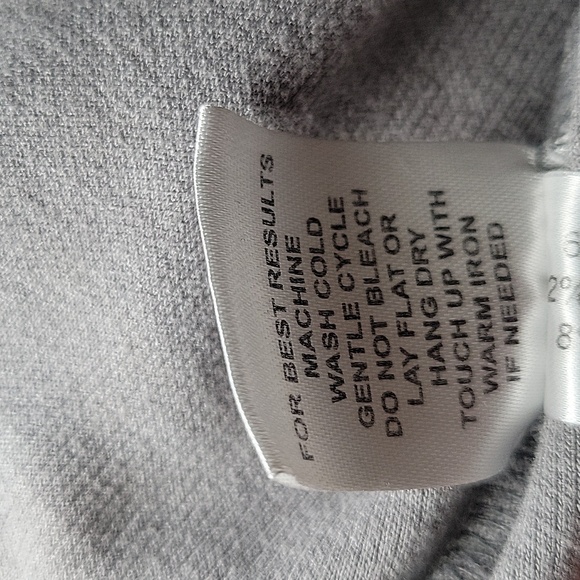 FOR BEST RESULTS
MACHINE
WASH COLD
GENTLE CYCLE
DO NOT BLEACH
LAY FLAT OR
HANG DRY
TOUCH UP WITH
WARM IRON
IF NEEDED